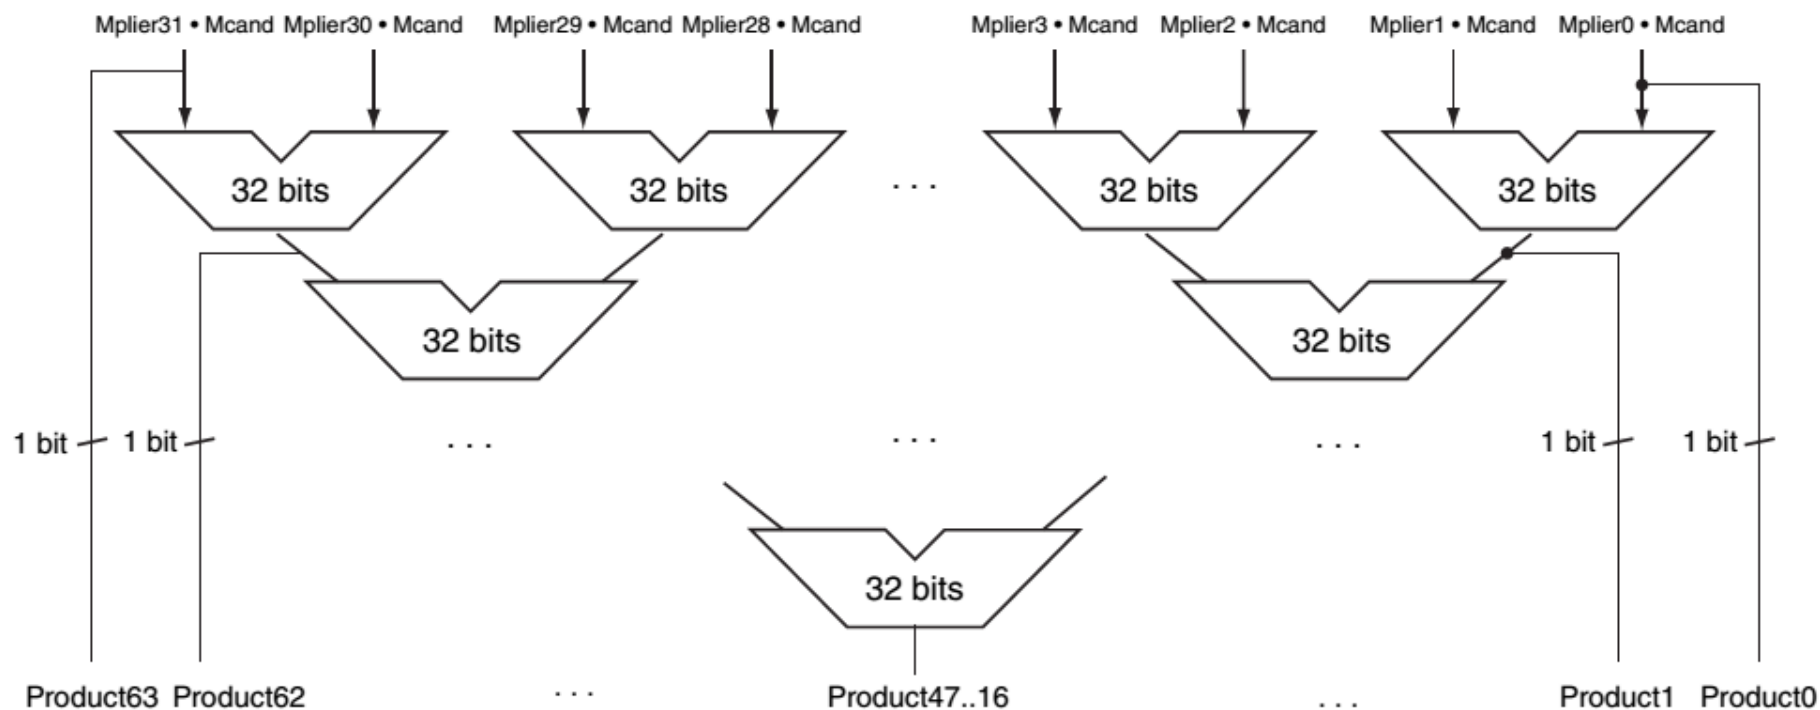 Mplier31 • Mcand Mplier30 • Mcand Mplier29 • Mcand Mplier28 • Mcand Mplier3 • Mcand Mplier2 • Mcand Mplier1 • Mcand Mplier0 • Mcand
32 bits 32 bits . . . 32 bits 32 bits
32 bits 32 bits
1 bit 1 bit . . . . . . . . . 1 bit 1 bit
32 bits
Product63 Product62 . . . Product47..16 . . . Product1 Product0